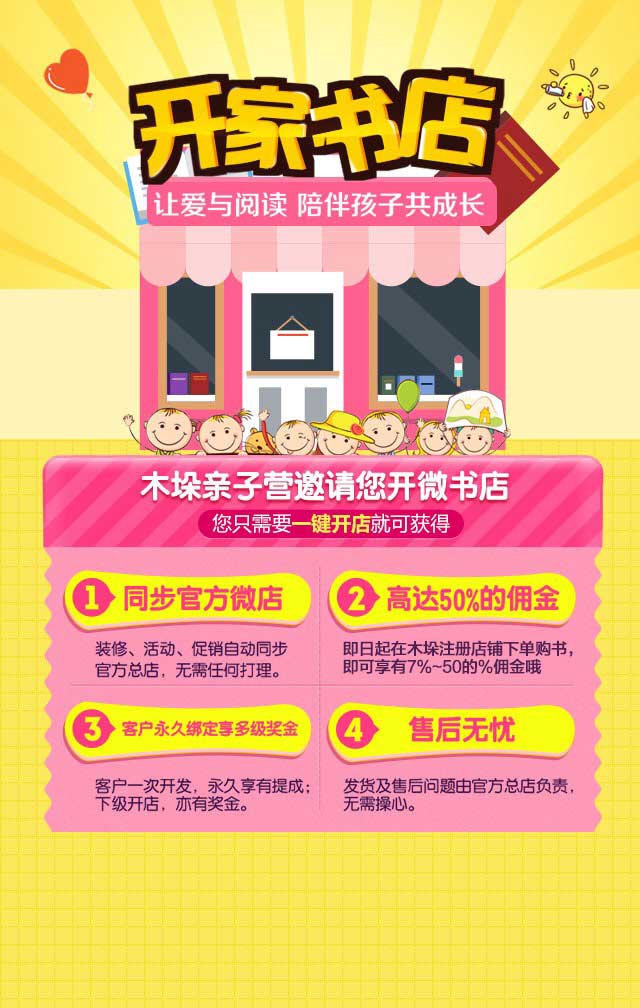 开家书店
让爱与阅读 陪伴孩子共成长
木垛亲子营邀请您开微书店
您只需要一键开店就可获得
1 同步官方微店
装修、活动、促销自动同步
官方总店，无需任何打理。
2 高达50%的佣金
即日起在木垛注册店铺下单购书，
即可享有7%~50的%佣金哦
3 客户永久绑定享多级奖金
客户一次开发，永久享有提成；
下级开店，亦有奖金。
4 售后无忧
发货及售后问题由官方总店负责，
无需操心。